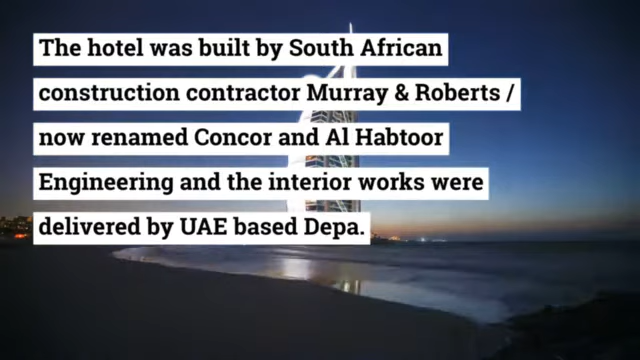 The hotel was built by South African
construction contractor Murray & Roberts /
now renamed Concor and Al Habtoor
Engineering and the interior works were
delivered by UAE based Depa.